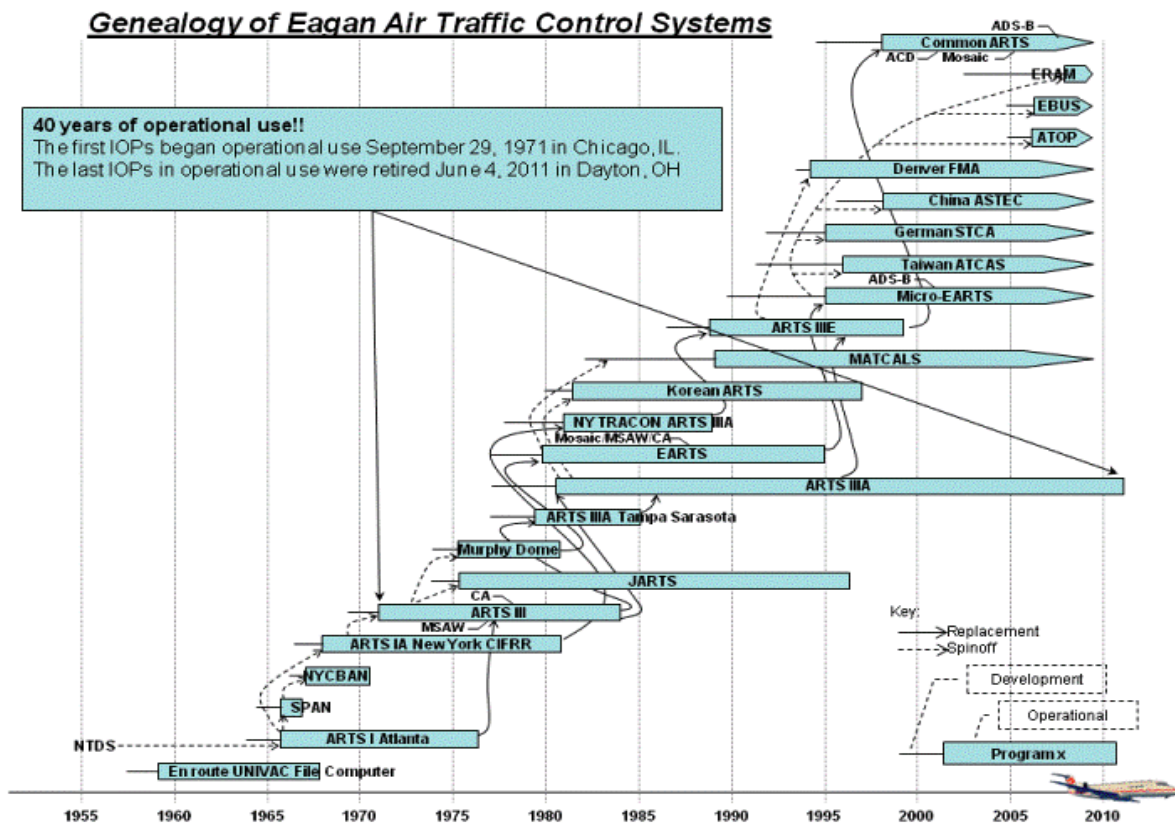 Genealogy of Eagan Air Traffic Control Systems
ADS-B
Common ARTS
ACD Mosaic
ERAM
40 years of operational use!!
The first IOPs began operational use September 29, 1971 in Chicago, IL.
The last IOPs in operational use were retired June 4, 2011 in Dayton, OH
EBUS
ATOP
Denver FMA
China ASTEC
German STCA
Taiwan ATCAS
ADS-B
Micro-EARTS
ARTS IIIE
MATCALS
Korean ARTS
NY TRACON ARTS IIIA
Mosaic/MSAW/CA
EARTS
ARTS IIIA
ARTS IIIA Tampa Sarasota
Murphy Dome
JARTS
CA
ARTS III
MSAW
Key:
Replacement
Spinoff
ARTS IA New York CIFRR
NYCBAN
Development
SPAN
Operational
ARTS I Atlanta
NTDS
Program x
En route UNIVAC File Computer
1955 1960 1965 1970 1975 1980 1985 1990 1995 2000 2005 2010